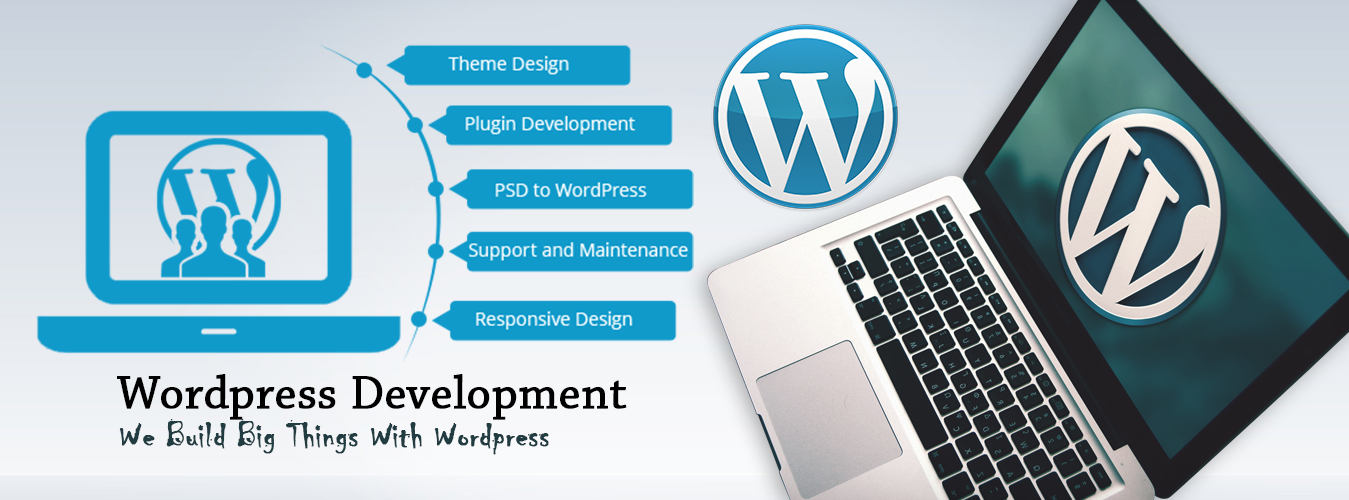 Theme Design
Plugin Development
PSD to WordPress
Support and Maintenance
Responsive Design
Wordpress Development
We Build Big Things With Wordpress